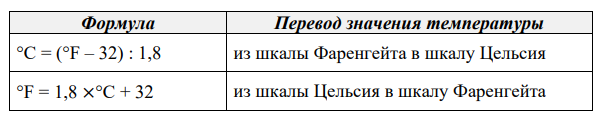 Формула Перевод значения температуры
°C = (°F – 32) : 1,8 из шкалы Фаренгейта в шкалу Цельсия
°F = 1,8 ×°C + 32 из шкалы Цельсия в шкалу Фаренгейта